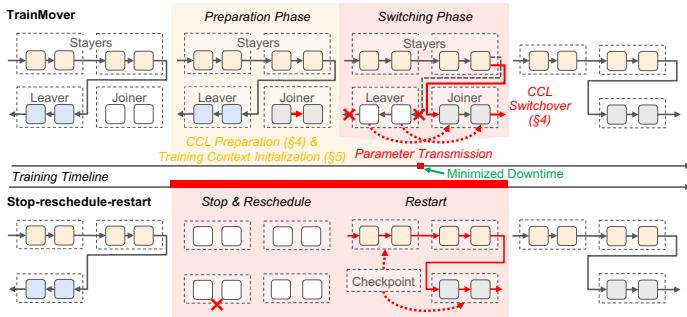 TrainMover
Preparation Phase
Switching Phase
Stayers
Stayers
Stayers
Leaver
Joiner
Leaver
Joiner
Leaver
Joiner
CCL
Switchover
(§4)
CCL Preparation (§4) &
Training Context Initialization (§5)
Parameter Transmission
Training Timeline
Minimized Downtime
Stop-reschedule-restart
Stop & Reschedule
Restart
Checkpoint